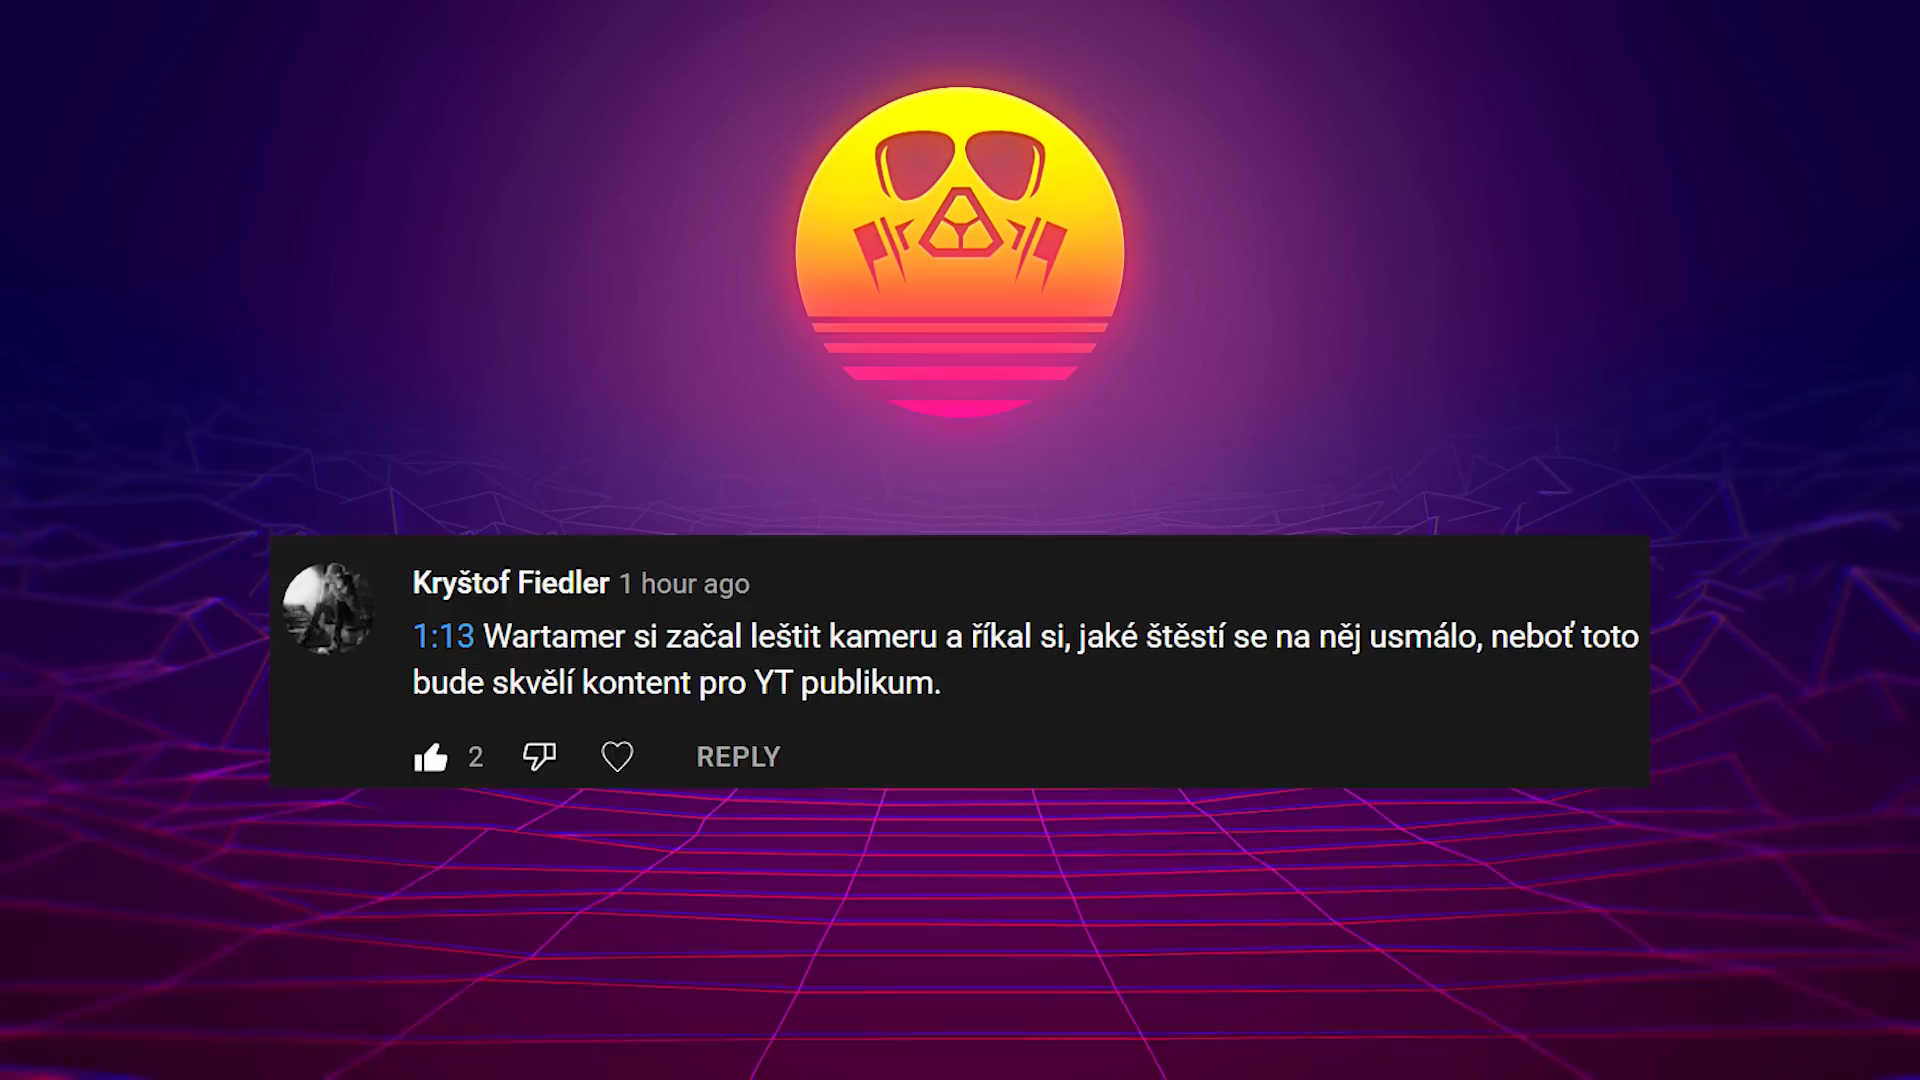 Kryštof Fiedler 1 hour ago
1:13 Wartamer si začal leštit kameru a říkal si, jaké štěstí se na něj usmálo, neboť toto
bude skvělí kontent pro YT publikum.
2 REPLY